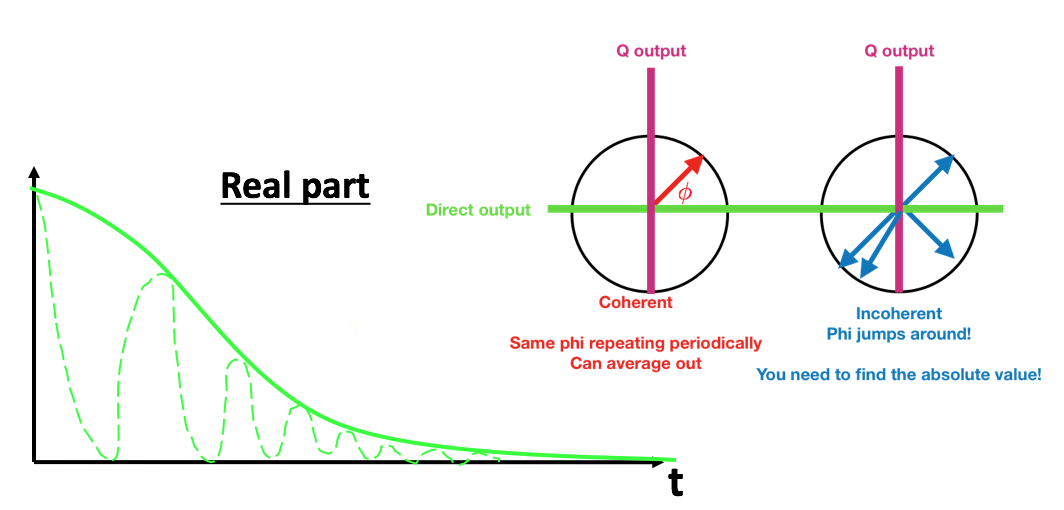 Q output
Q output
Real part
ϕ
Direct output
Coherent
Same phi repeating periodically
Can average out
Incoherent
Phi jumps around!
You need to find the absolute value!
t